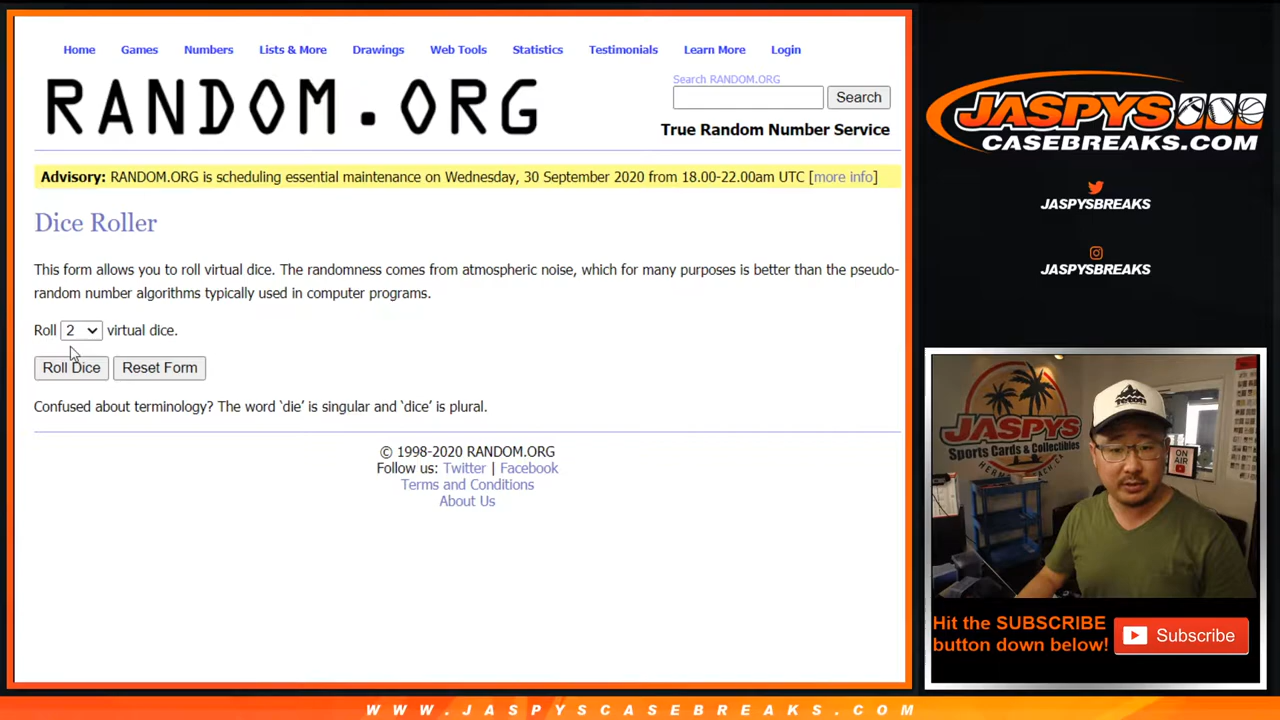 Home Games Numbers Lists & More Drawings Web Tools Statistics Testimonials Learn More Login
RANDOM.ORG
Search RANDOM.ORG
Search
True Random Number Service
Advisory: RANDOM.ORG is scheduling essential maintenance on Wednesday, 30 September 2020 from 18.00-22.00am UTC [more info]
Dice Roller
This form allows you to roll virtual dice. The randomness comes from atmospheric noise, which for many purposes is better than the pseudo-
random number algorithms typically used in computer programs.
Roll 2 virtual dice.
Roll Dice Reset Form
Confused about terminology? The word ‘die’ is singular and ‘dice’ is plural.
© 1998-2020 RANDOM.ORG
Follow us: Twitter | Facebook
Terms and Conditions
About Us
JASPYS
CASEBREAKS.COM
JASPYSBREAKS
JASPYSBREAKS
JASPYS
Sports Cards & Collectibles
ON AIR
Hit the SUBSCRIBE
button down below!
Subscribe
WWW.JASPYSCASEBREAKS.COM